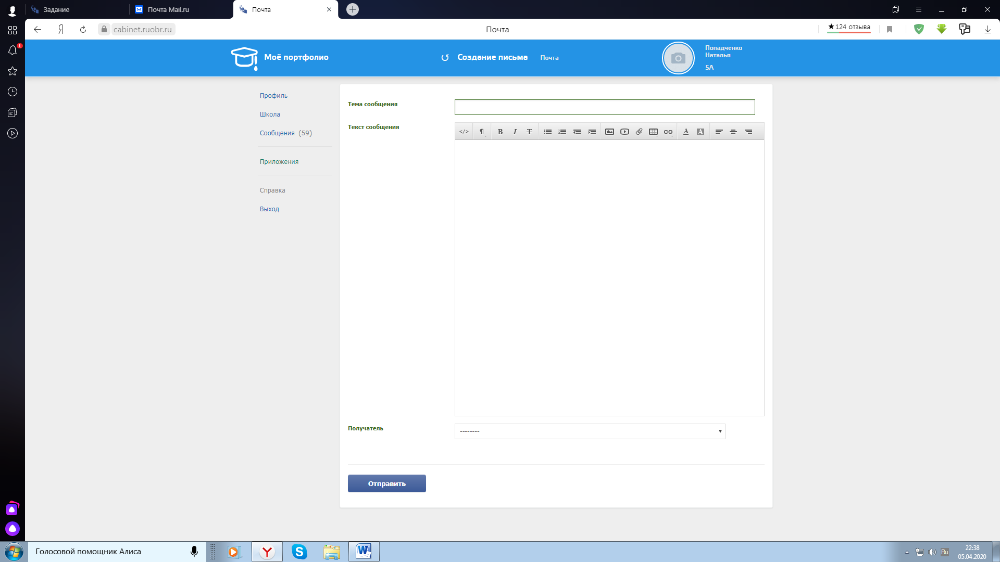 Задание
Почта Mail.ru
Почта
1
cabinet.ruobr.ru
Почта
★124 отзыва
Моё портфолио
Создание письма
Почта
Попадченко
Наталья
5А
Профиль
Школа
Сообщения (59)
Приложения
Справка
Выход
Тема сообщения
Текст сообщения
Получатель
--------
Отправить
Голосовой помощник Алиса
Ru
22:38
05.04.2020